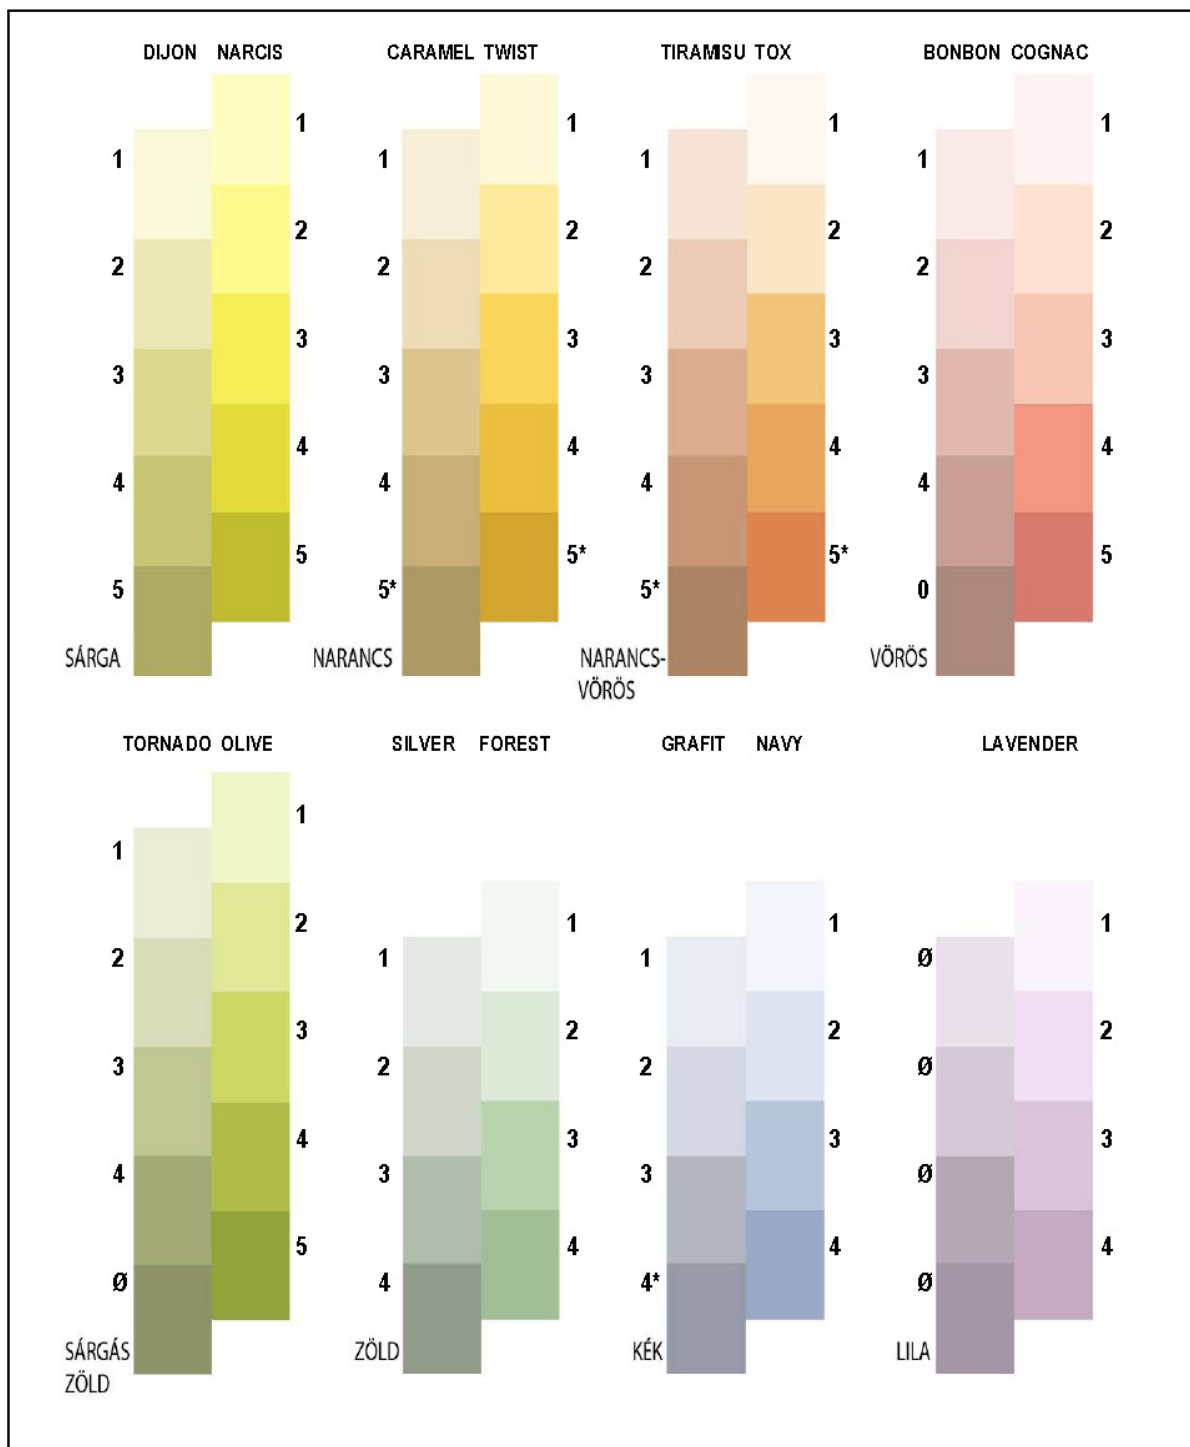 DIJON NARCIS CARAMEL TWIST TIRAMISU TOX BONBON COGNAC
1 1 1 1
1 1 1 1
2 2 2 2
2 2 2 2
3 3 3 3
3 3 3 3
4 4 4 4
4 4 4 4
5 5* 5* 5
5 5* 5* 0
SÁRGA NARANCS NARANCS-VÖRÖS VÖRÖS
TORNADO OLIVE SILVER FOREST GRAFIT NAVY LAVENDER
1
1
2 1 1 1
2 1 1 Ø
3 2 2 2
3 2 2 Ø
4 3 3 3
4 3 3 Ø
5 4 4 4
Ø 4 4* Ø
SÁRGÁS ZÖLD ZÖLD KÉK LILA